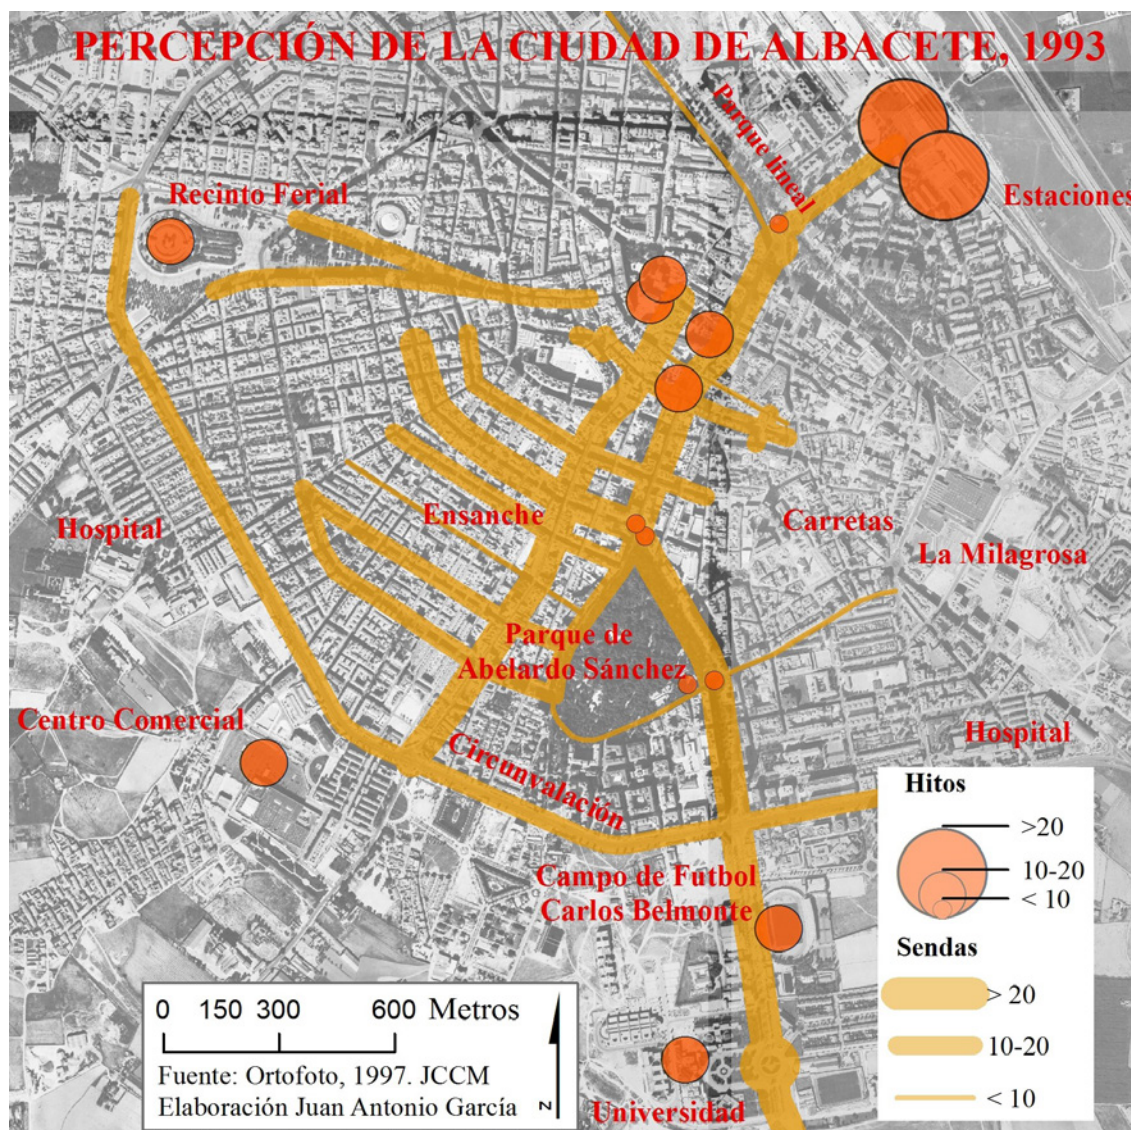 PERCEPCIÓN DE LA CIUDAD DE ALBACETE, 1993
Parque lineal
Recinto Ferial
Estaciones
Ensanche
Carretas
Hospital
La Milagrosa
Parque de
Abelardo Sánchez
Centro Comercial
Hospital
Circunvalación
Campo de Futbol
Carlos Belmonte
Universidad
Hitos
>20
10-20
< 10
Sendas
> 20
10-20
< 10
0 150 300 600 Metros
Fuente: Ortofoto, 1997. JCCM
Elaboración Juan Antonio García
N